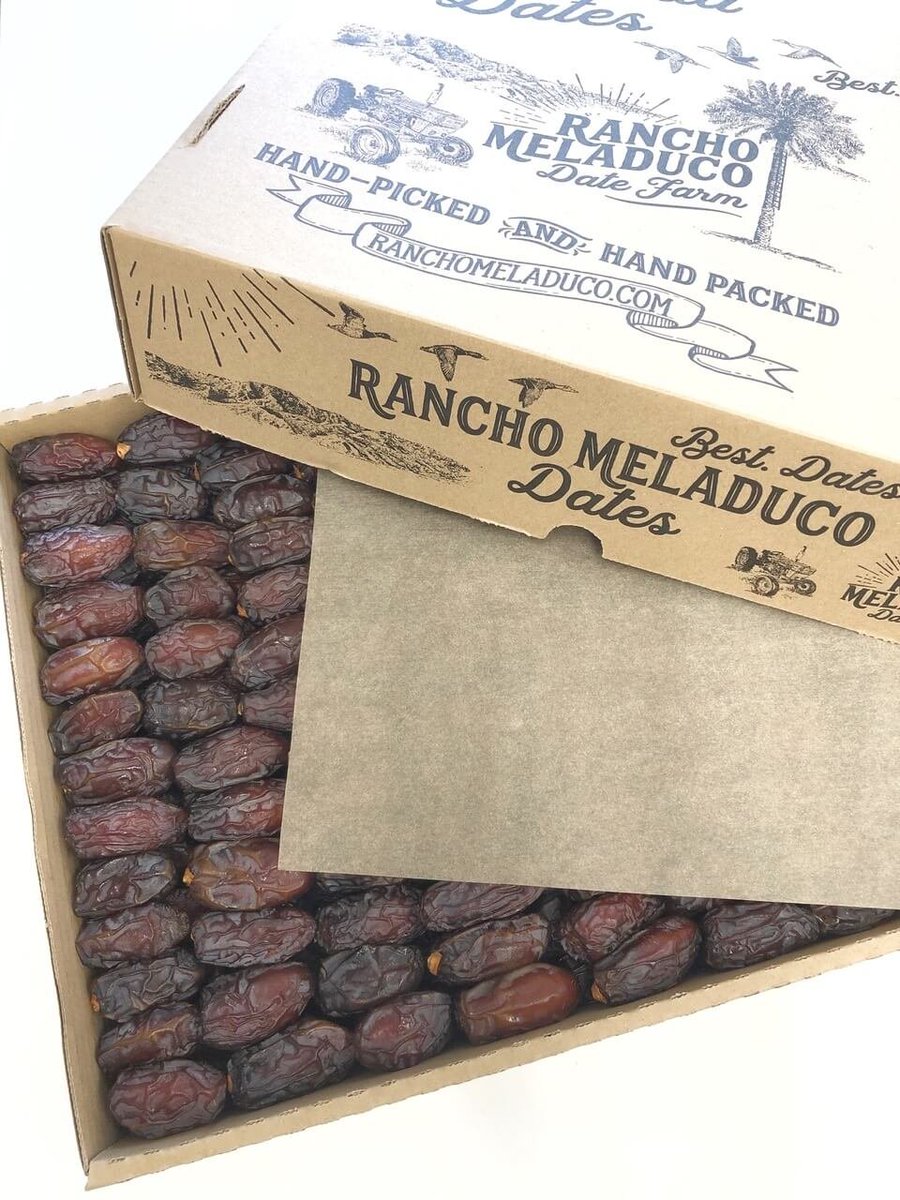 Dates
Best.
RANCHO
MELADUCO
Date Farm
HAND-PICKED AND HAND PACKED
RANCHOMELADUCO.COM
RANCHO MELADUCO
Dates
Best. Dates